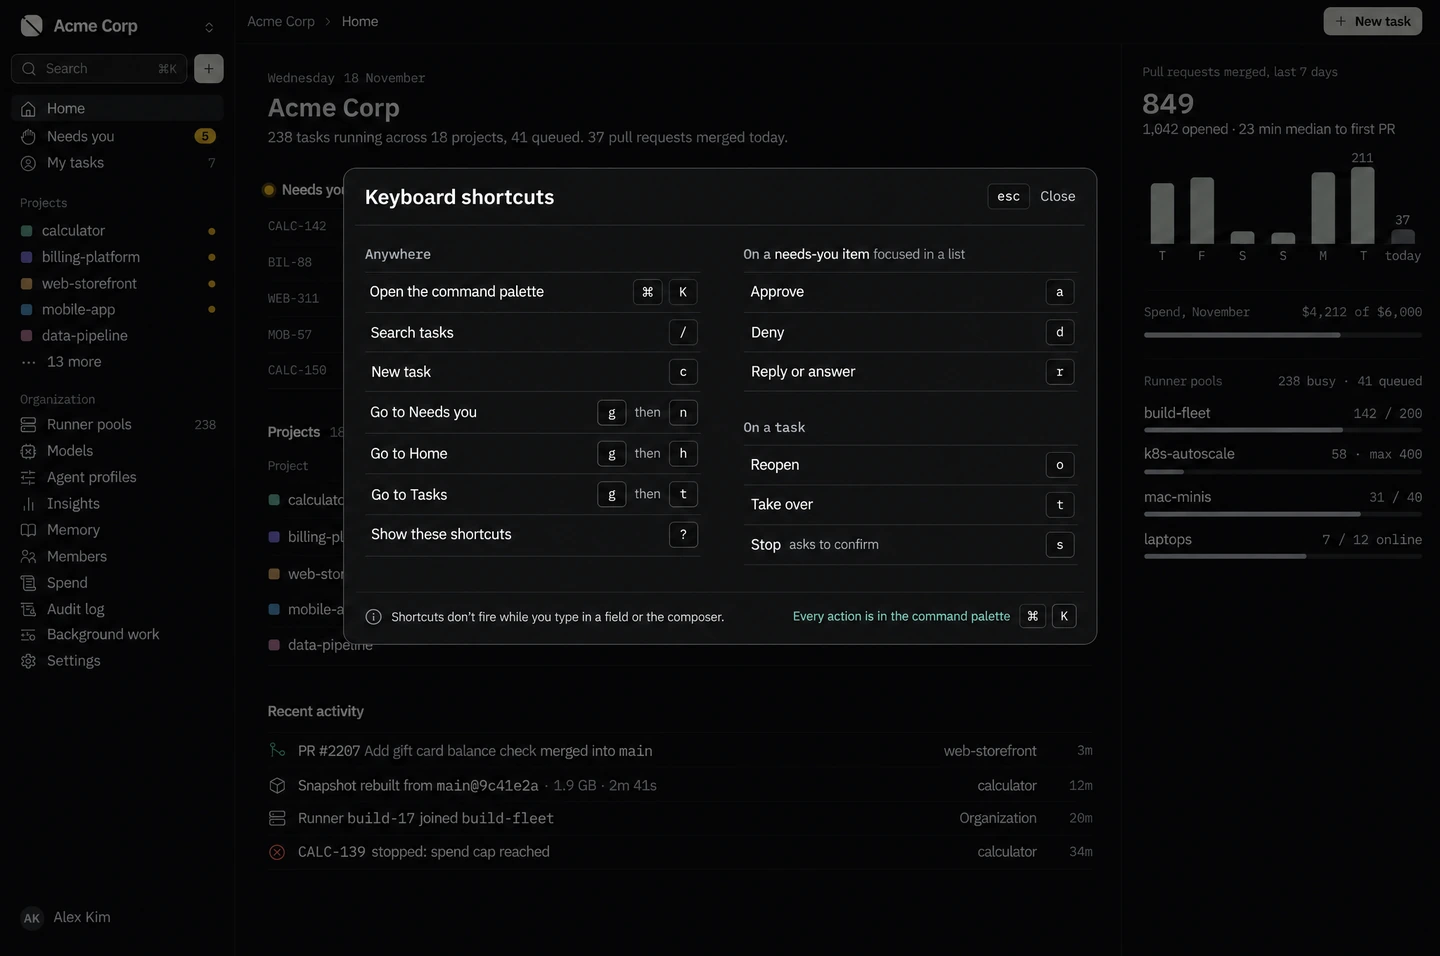 Acme Corp
Search ⌘K +
Home
Needs you 5
My tasks 7
Projects
calculator
billing-platform
web-storefront
mobile-app
data-pipeline
··· 13 more
Organization
Runner pools 238
Models
Agent profiles
Insights
Memory
Members
Spend
Audit log
Background work
Settings
AK Alex Kim
Acme Corp › Home
+ New task
Wednesday 18 November
Acme Corp
238 tasks running across 18 projects, 41 queued. 37 pull requests merged today.
Needs you
CALC-142
BIL-88
WEB-311
MOB-57
CALC-150
Projects 18
Project
calculato
billing-pl
web-stor
mobile-a
data-pipeline
Keyboard shortcuts
esc Close
Anywhere
Open the command palette ⌘ K
Search tasks /
New task c
Go to Needs you g then n
Go to Home g then h
Go to Tasks g then t
Show these shortcuts ?
On a needs-you item focused in a list
Approve a
Deny d
Reply or answer r
On a task
Reopen o
Take over t
Stop asks to confirm s
Shortcuts don’t fire while you type in a field or the composer.
Every action is in the command palette ⌘ K
Recent activity
PR #2207 Add gift card balance check merged into main web-storefront 3m
Snapshot rebuilt from main@9c41e2a · 1.9 GB · 2m 41s calculator 12m
Runner build-17 joined build-fleet Organization 20m
CALC-139 stopped: spend cap reached calculator 34m
Pull requests merged, last 7 days
849
1,042 opened · 23 min median to first PR
211
37
T F S S M T today
Spend, November $4,212 of $6,000
Runner pools 238 busy · 41 queued
build-fleet 142 / 200
k8s-autoscale 58 · max 400
mac-minis 31 / 40
laptops 7 / 12 online